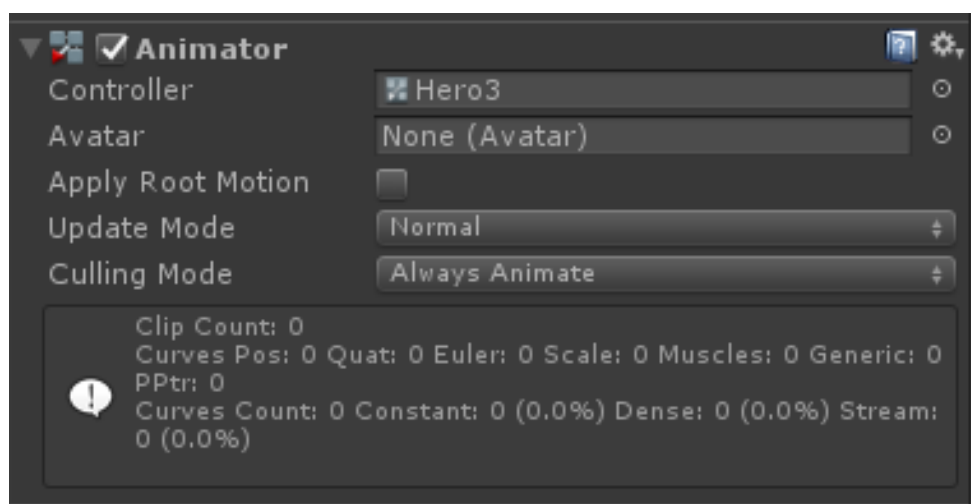 Animator
Controller Hero3
Avatar None (Avatar)
Apply Root Motion
Update Mode Normal
Culling Mode Always Animate
Clip Count: 0
Curves Pos: 0 Quat: 0 Euler: 0 Scale: 0 Muscles: 0 Generic: 0
PPtr: 0
Curves Count: 0 Constant: 0 (0.0%) Dense: 0 (0.0%) Stream:
0 (0.0%)